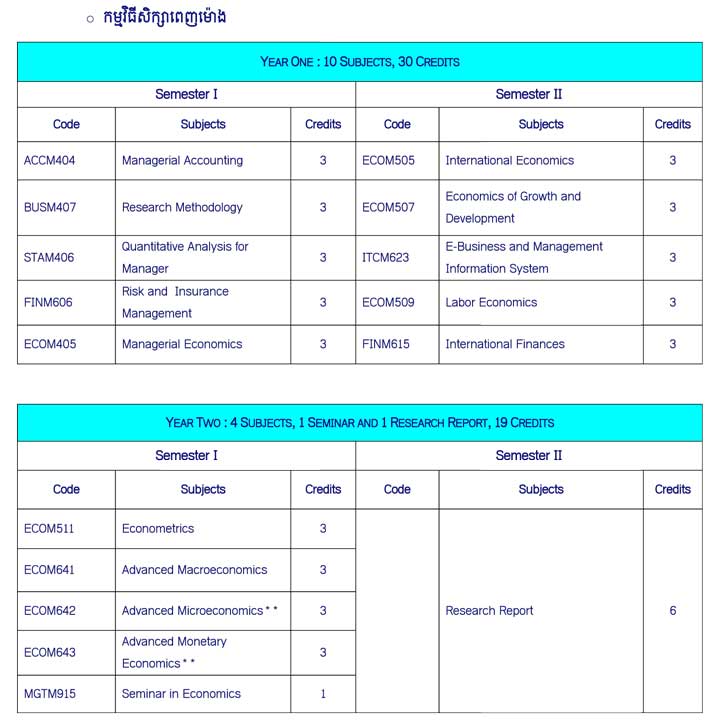 ○ កម្មវិធីសិក្សាពេញម៉ោង
YEAR ONE : 10 SUBJECTS, 30 CREDITS
Semester I Semester II
Code Subjects Credits Code Subjects Credits
ACCM404 Managerial Accounting 3 ECOM505 International Economics 3
BUSM407 Research Methodology 3 ECOM507 Economics of Growth and
Development 3
STAM406 Quantitative Analysis for
Manager 3 ITCM623 E-Business and Management
Information System 3
FINM606 Risk and Insurance
Management 3 ECOM509 Labor Economics 3
ECOM405 Managerial Economics 3 FINM615 International Finances 3
YEAR TWO : 4 SUBJECTS, 1 SEMINAR AND 1 RESEARCH REPORT, 19 CREDITS
Semester I Semester II
Code Subjects Credits Code Subjects Credits
ECOM511 Econometrics 3
ECOM641 Advanced Macroeconomics 3
ECOM642 Advanced Microeconomics** 3 Research Report 6
ECOM643 Advanced Monetary
Economics** 3
MGTM915 Seminar in Economics 1